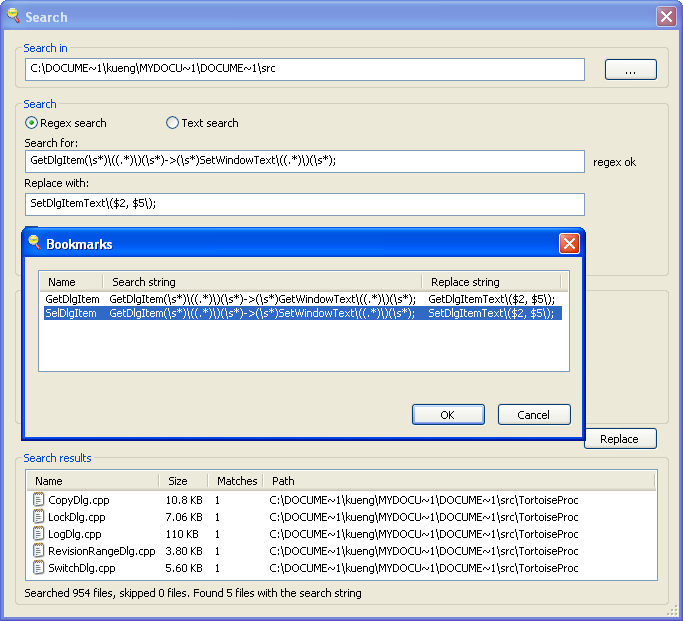 Search
Search in
C:\DOCUME~1\kueng\MYDOCU~1\DOCUME~1\src
...
Search
Regex search Text search
Search for:
GetDlgItem(\s*)\((.*)\)(\s*)->(\s*)SetWindowText\((.*)\)(\s*); regex ok
Replace with:
SetDlgItemText\($2, $5\);
Bookmarks
Name Search string Replace string
GetDlgItem GetDlgItem(\s*)\((.*)\)(\s*)->(\s*)GetWindowText\((.*)\)(\s*); GetDlgItemText\($2, $5\);
SelDlgItem GetDlgItem(\s*)\((.*)\)(\s*)->(\s*)SetWindowText\((.*)\)(\s*); SetDlgItemText\($2, $5\);
OK Cancel
Replace
Search results
Name Size Matches Path
CopyDlg.cpp 10.8 KB 1 C:\DOCUME~1\kueng\MYDOCU~1\DOCUME~1\src\TortoiseProc
LockDlg.cpp 7.06 KB 1 C:\DOCUME~1\kueng\MYDOCU~1\DOCUME~1\src\TortoiseProc
LogDlg.cpp 110 KB 1 C:\DOCUME~1\kueng\MYDOCU~1\DOCUME~1\src\TortoiseProc
RevisionRangeDlg.cpp 3.80 KB 1 C:\DOCUME~1\kueng\MYDOCU~1\DOCUME~1\src\TortoiseProc
SwitchDlg.cpp 5.60 KB 1 C:\DOCUME~1\kueng\MYDOCU~1\DOCUME~1\src\TortoiseProc
Searched 954 files, skipped 0 files. Found 5 files with the search string